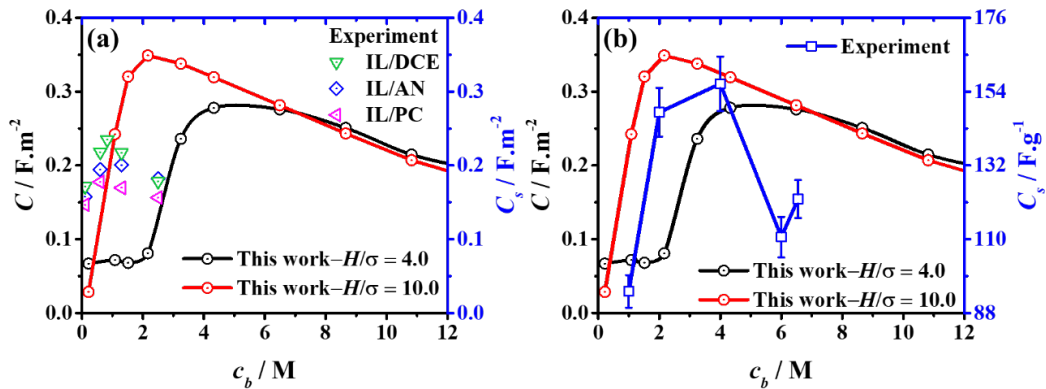 (a)
Experiment
IL/DCE
IL/AN
IL/PC
This work–H/σ = 4.0
This work–H/σ = 10.0
C / F.m⁻²
0.4
0.3
0.2
0.1
0.0
0 2 4 6 8 10 12
c_b / M
0.4
0.3
0.2
0.1
0.0
C_s / F.m⁻²
(b)
Experiment
This work–H/σ = 4.0
This work–H/σ = 10.0
C / F.m⁻²
0.4
0.3
0.2
0.1
0.0
0 2 4 6 8 10 12
c_b / M
176
154
132
110
88
C_s / F.g⁻¹